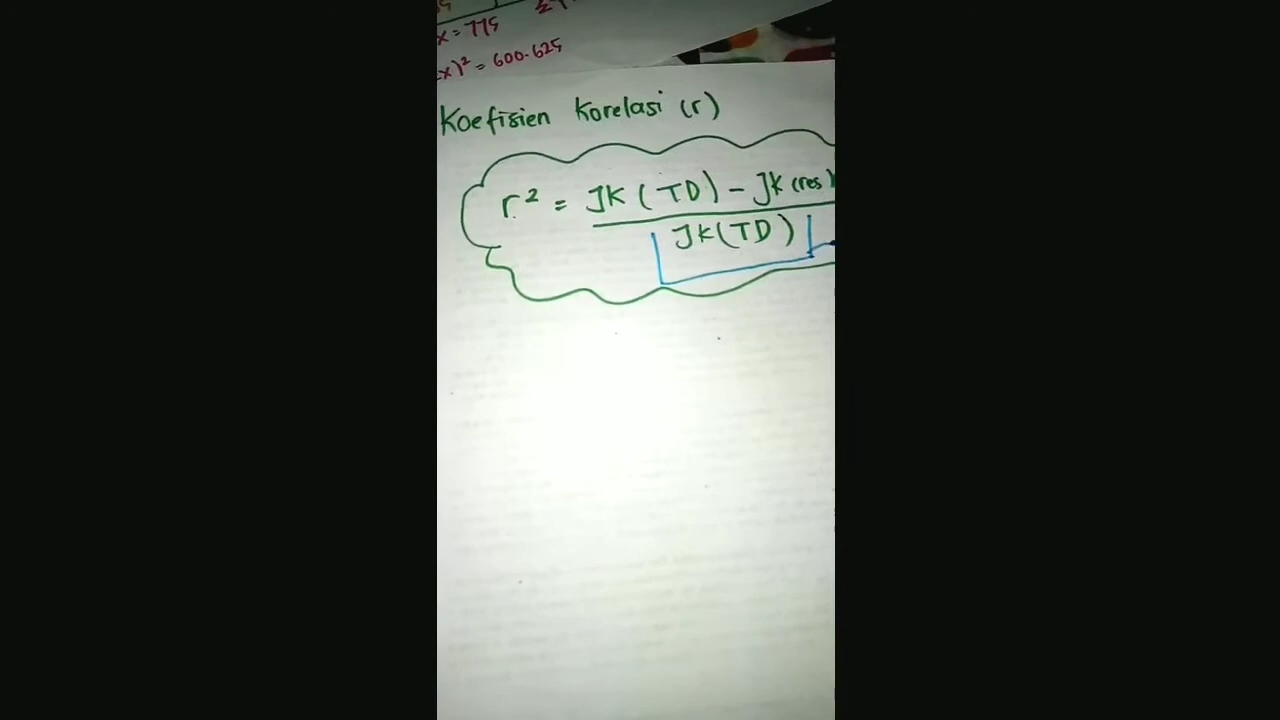 x = 775
x)² = 600.625
Koefisien Korelasi (r)
r² = JK (TD) - JK (res)
JK (TD)